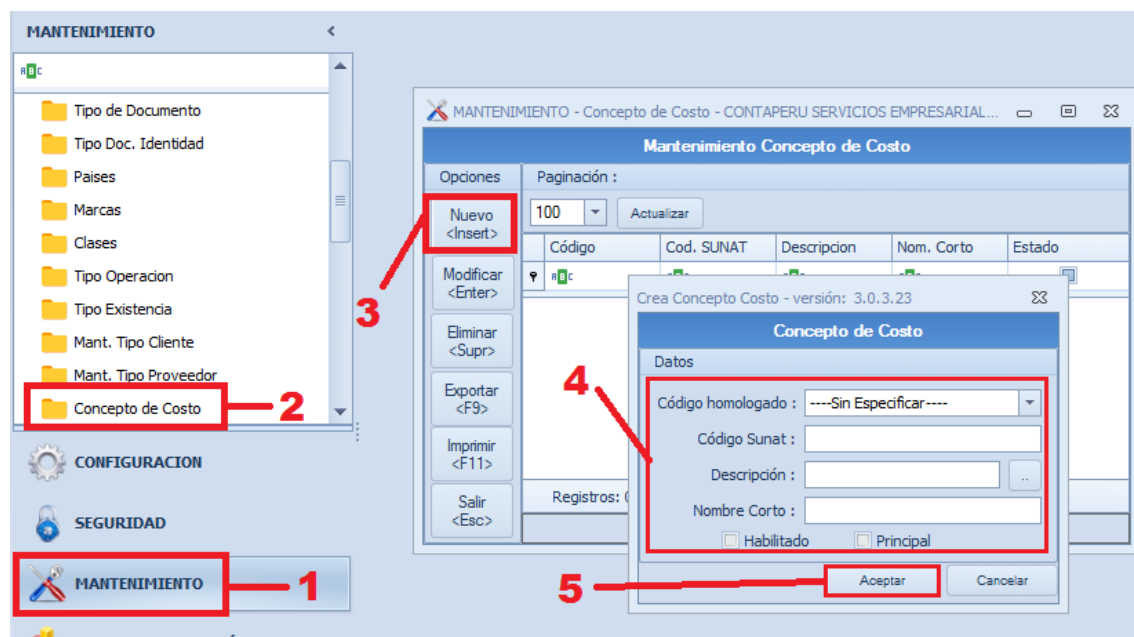 MANTENIMIENTO
ABC
Tipo de Documento
Tipo Doc. Identidad
Paises
Marcas
Clases
Tipo Operacion
Tipo Existencia
Mant. Tipo Cliente
Mant. Tipo Proveedor
Concepto de Costo
2
CONFIGURACION
SEGURIDAD
MANTENIMIENTO
1
MANTENIMIENTO - Concepto de Costo - CONTAPERU SERVICIOS EMPRESARIAL...
Mantenimiento Concepto de Costo
Opciones
Nuevo
<Insert>
3
Modificar
<Enter>
Eliminar
<Supr>
Exportar
<F9>
Imprimir
<F11>
Salir
<Esc>
Paginación :
100 Actualizar
Código Cod. SUNAT Descripcion Nom. Corto Estado
ABC
Registros:
Crea Concepto Costo - versión: 3.0.3.23
Concepto de Costo
Datos
4
Código homologado : ----Sin Especificar----
Código Sunat :
Descripción : ..
Nombre Corto :
Habilitado Principal
5
Aceptar Cancelar